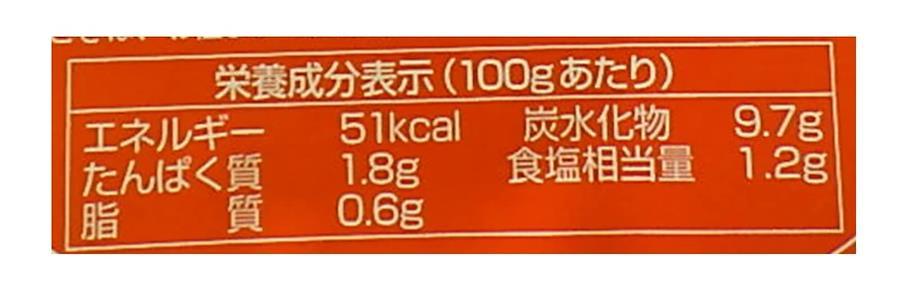 栄養成分表示(100gあたり)
エネルギー 51kcal 炭水化物 9.7g
たんぱく質 1.8g 食塩相当量 1.2g
脂質 0.6g